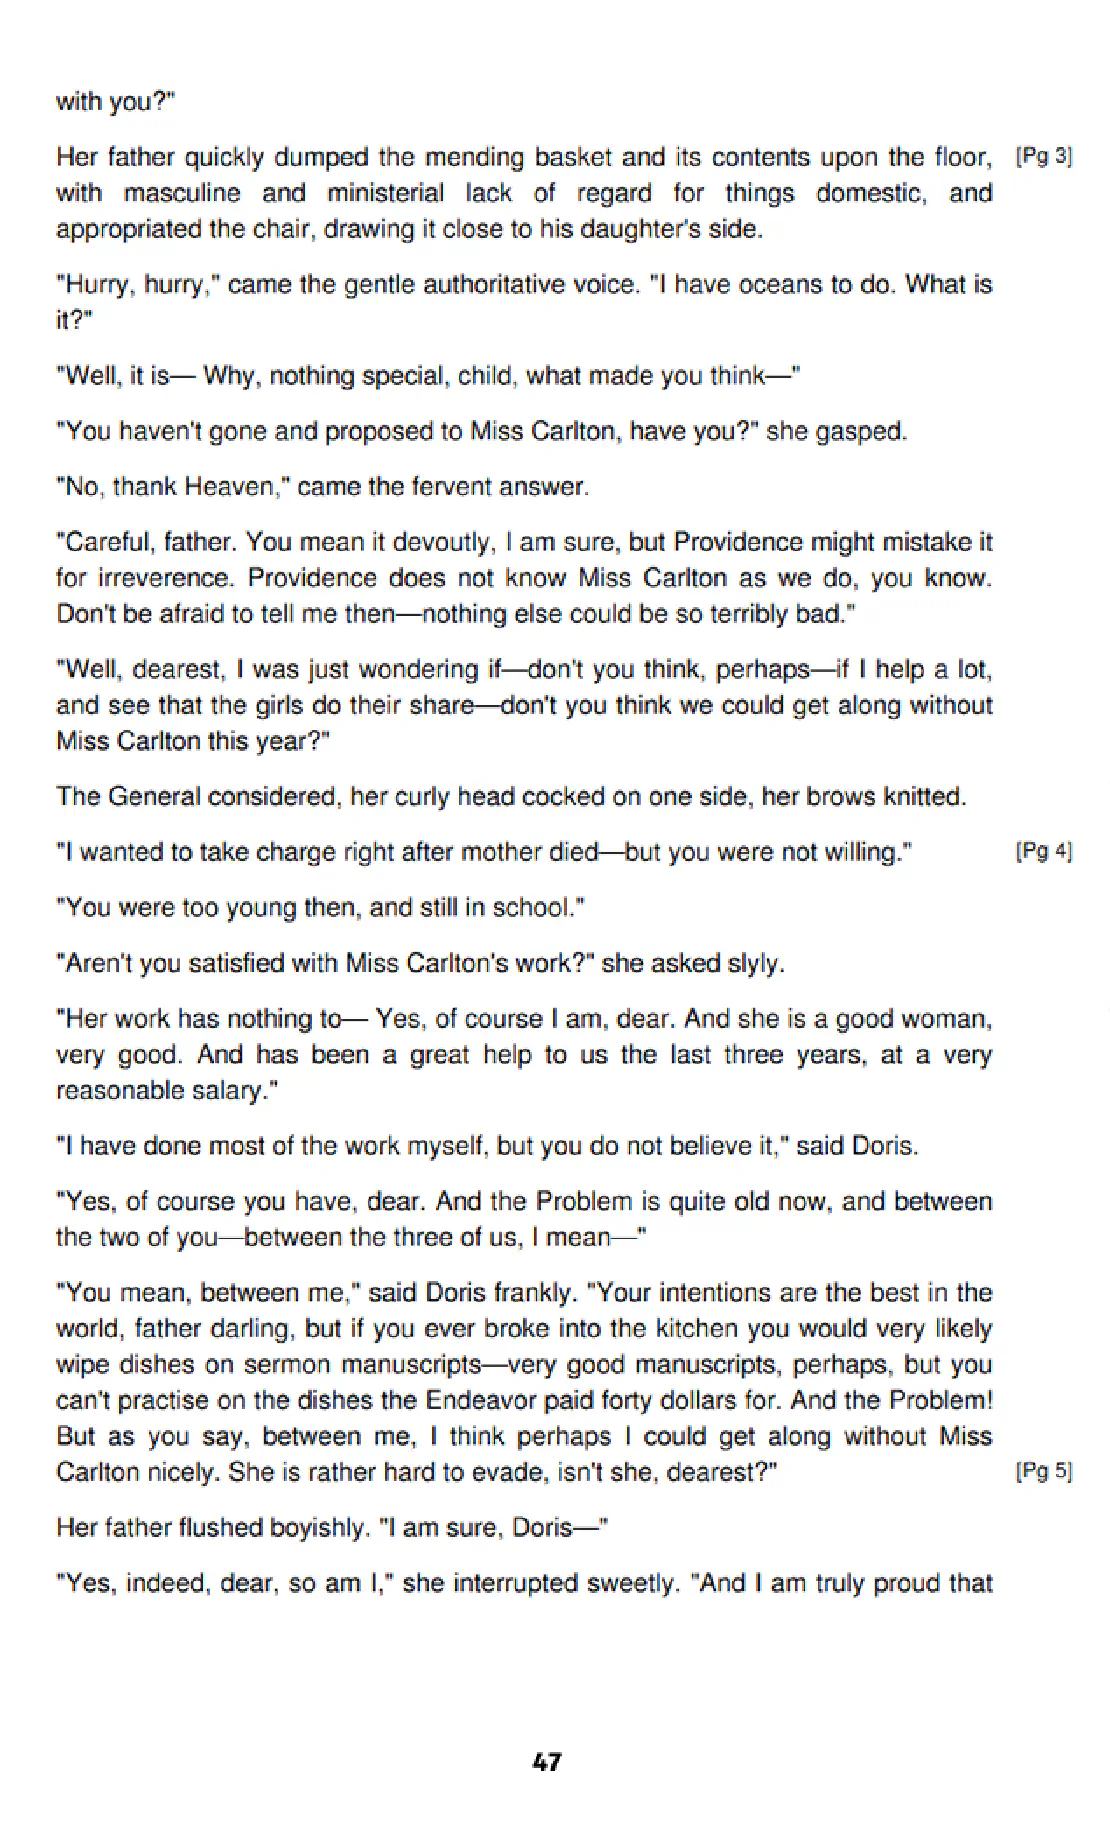 with you?"
Her father quickly dumped the mending basket and its contents upon the floor, [Pg 3]
with masculine and ministerial lack of regard for things domestic, and
appropriated the chair, drawing it close to his daughter's side.
"Hurry, hurry," came the gentle authoritative voice. "I have oceans to do. What is
it?"
"Well, it is— Why, nothing special, child, what made you think—"
"You haven't gone and proposed to Miss Carlton, have you?" she gasped.
"No, thank Heaven," came the fervent answer.
"Careful, father. You mean it devoutly, I am sure, but Providence might mistake it
for irreverence. Providence does not know Miss Carlton as we do, you know.
Don't be afraid to tell me then—nothing else could be so terribly bad."
"Well, dearest, I was just wondering if—don't you think, perhaps—if I help a lot,
and see that the girls do their share—don't you think we could get along without
Miss Carlton this year?"
The General considered, her curly head cocked on one side, her brows knitted.
"I wanted to take charge right after mother died—but you were not willing." [Pg 4]
"You were too young then, and still in school."
"Aren't you satisfied with Miss Carlton's work?" she asked slyly.
"Her work has nothing to— Yes, of course I am, dear. And she is a good woman,
very good. And has been a great help to us the last three years, at a very
reasonable salary."
"I have done most of the work myself, but you do not believe it," said Doris.
"Yes, of course you have, dear. And the Problem is quite old now, and between
the two of you—between the three of us, I mean—"
"You mean, between me," said Doris frankly. "Your intentions are the best in the
world, father darling, but if you ever broke into the kitchen you would very likely
wipe dishes on sermon manuscripts—very good manuscripts, perhaps, but you
can't practise on the dishes the Endeavor paid forty dollars for. And the Problem!
But as you say, between me, I think perhaps I could get along without Miss
Carlton nicely. She is rather hard to evade, isn't she, dearest?" [Pg 5]
Her father flushed boyishly. "I am sure, Doris—"
"Yes, indeed, dear, so am I," she interrupted sweetly. "And I am truly proud that
47